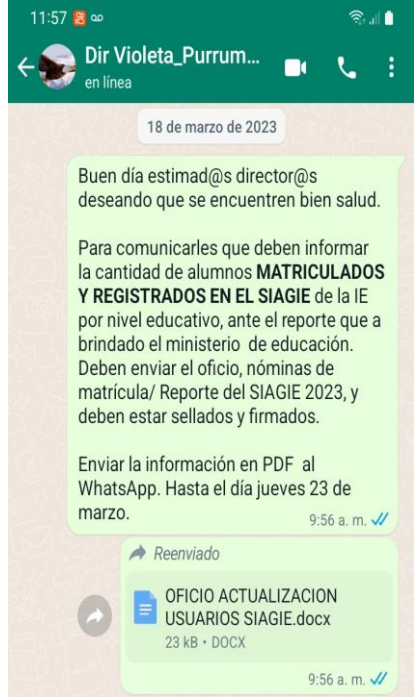 11:57
Dir Violeta_Purrum...
en línea
18 de marzo de 2023
Buen día estimad@s director@s
deseando que se encuentren bien salud.
Para comunicarles que deben informar
la cantidad de alumnos MATRICULADOS
Y REGISTRADOS EN EL SIAGIE de la IE
por nivel educativo, ante el reporte que a
brindado el ministerio de educación.
Deben enviar el oficio, nóminas de
matrícula/ Reporte del SIAGIE 2023, y
deben estar sellados y firmados.
Enviar la información en PDF al
WhatsApp. Hasta el día jueves 23 de
marzo.
9:56 a. m.
Reenviado
OFICIO ACTUALIZACION
USUARIOS SIAGIE.docx
23 kB • DOCX
9:56 a. m.